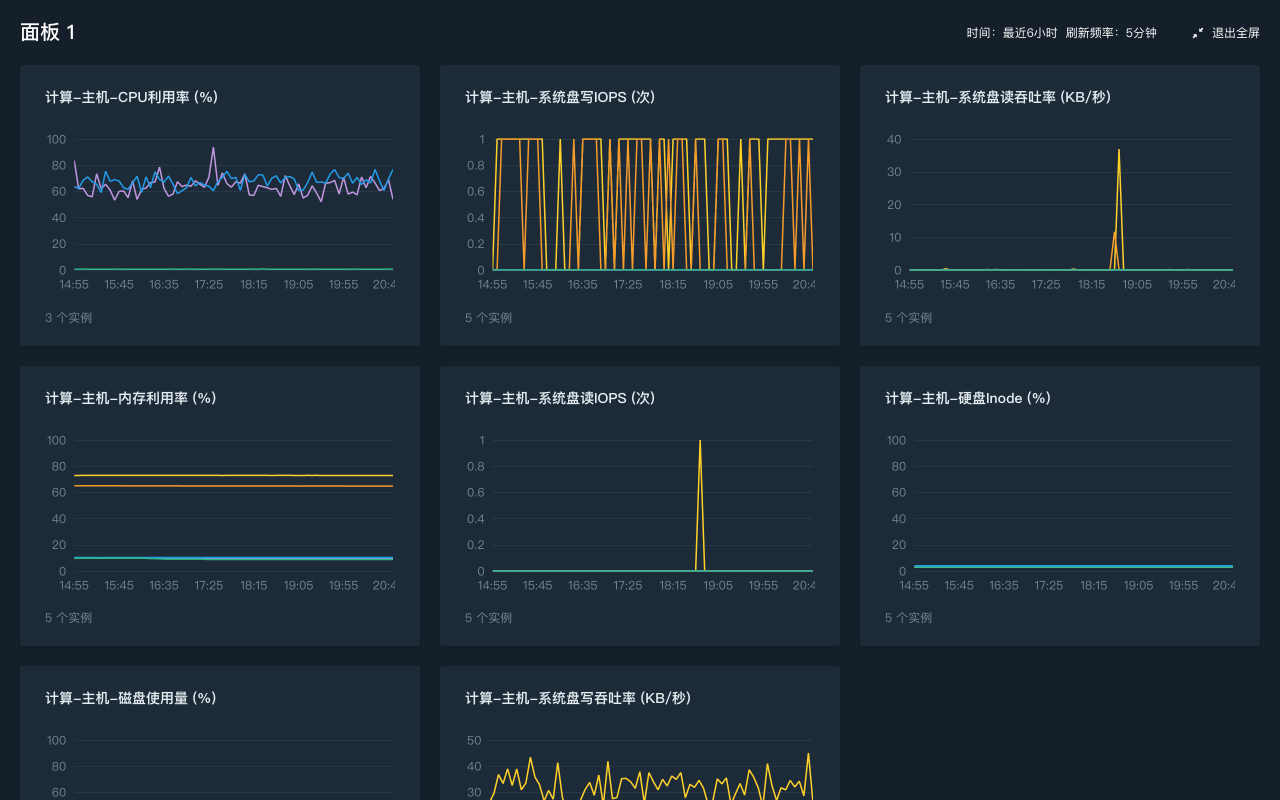 面板 1
时间：最近6小时 刷新频率：5分钟 退出全屏
计算-主机-CPU利用率 (%)
100
80
60
40
20
0
14:55 15:45 16:35 17:25 18:15 19:05 19:55 20:4
3 个实例
计算-主机-系统盘写IOPS (次)
1
0.8
0.6
0.4
0.2
0
14:55 15:45 16:35 17:25 18:15 19:05 19:55 20:4
5 个实例
计算-主机-系统盘读吞吐率 (KB/秒)
40
30
20
10
0
14:55 15:45 16:35 17:25 18:15 19:05 19:55 20:4
5 个实例
计算-主机-内存利用率 (%)
100
80
60
40
20
0
14:55 15:45 16:35 17:25 18:15 19:05 19:55 20:4
5 个实例
计算-主机-系统盘读IOPS (次)
1
0.8
0.6
0.4
0.2
0
14:55 15:45 16:35 17:25 18:15 19:05 19:55 20:4
5 个实例
计算-主机-硬盘Inode (%)
100
80
60
40
20
0
14:55 15:45 16:35 17:25 18:15 19:05 19:55 20:4
5 个实例
计算-主机-磁盘使用量 (%)
100
80
60
计算-主机-系统盘写吞吐率 (KB/秒)
50
40
30